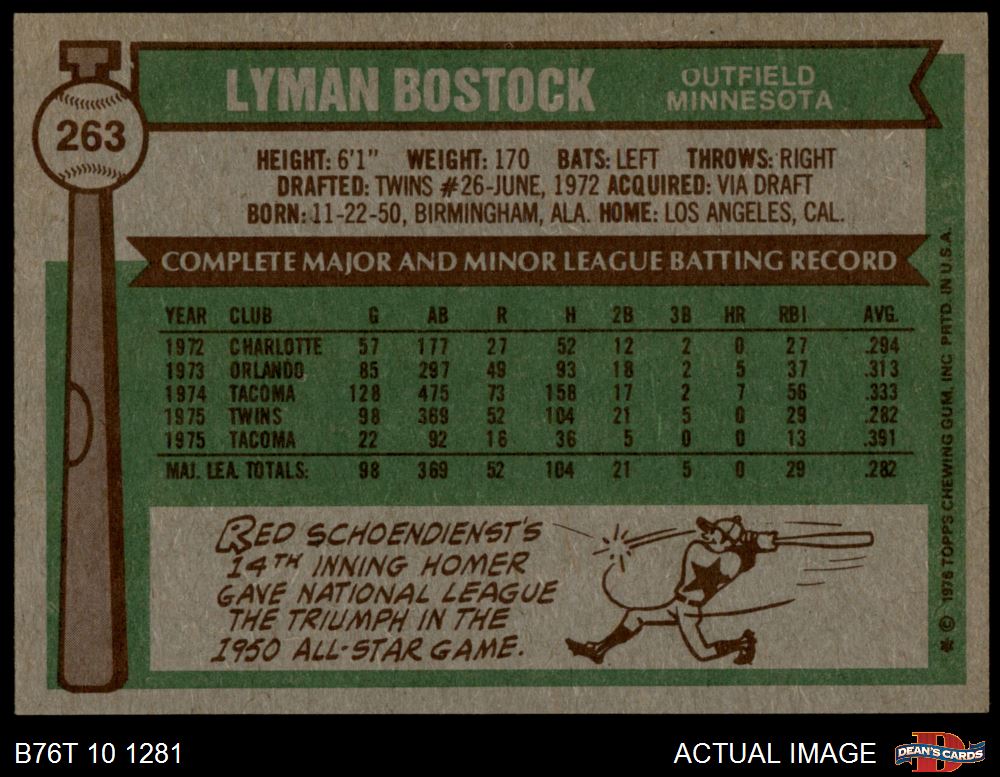 263
LYMAN BOSTOCK
OUTFIELD
MINNESOTA
HEIGHT: 6'1" WEIGHT: 170 BATS: LEFT THROWS: RIGHT
DRAFTED: TWINS #26-JUNE, 1972 ACQUIRED: VIA DRAFT
BORN: 11-22-50, BIRMINGHAM, ALA. HOME: LOS ANGELES, CAL.
COMPLETE MAJOR AND MINOR LEAGUE BATTING RECORD
YEAR CLUB G AB R H 2B 3B HR RBI AVG.
1972 CHARLOTTE 57 177 27 52 12 2 0 27 .294
1973 ORLANDO 85 297 49 93 18 2 5 37 .313
1974 TACOMA 128 475 73 158 17 2 7 56 .333
1975 TWINS 98 369 52 104 21 5 0 29 .282
1975 TACOMA 22 92 16 36 5 0 0 13 .391
MAJ. LEA. TOTALS: 98 369 52 104 21 5 0 29 .282
RED SCHOENDIENST'S
14TH INNING HOMER
GAVE NATIONAL LEAGUE
THE TRIUMPH IN THE
1950 ALL-STAR GAME.
* © 1976 TOPPS CHEWING GUM, INC. PRTD. IN U.S.A.
B76T 10 1281
ACTUAL IMAGE
D
DEAN'S CARDS